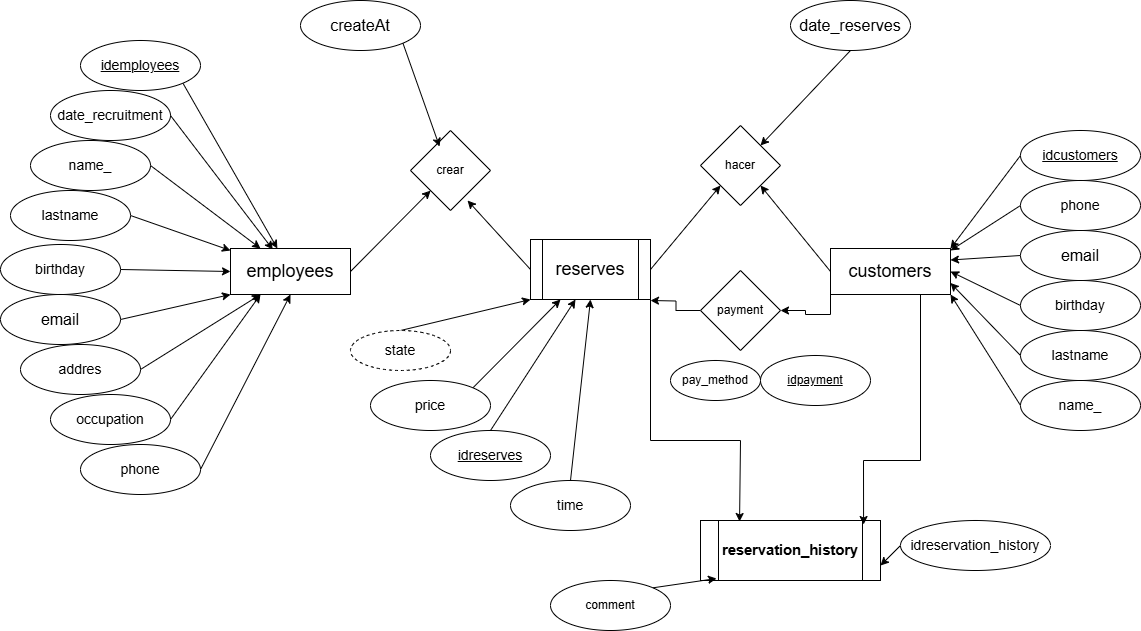 createAt
date_reserves
idemployees
date_recruitment
name_
lastname
birthday
email
addres
occupation
phone
employees
crear
hacer
reserves
customers
payment
idcustomers
phone
email
birthday
lastname
name_
state
price
idreserves
time
pay_method
idpayment
reservation_history
idreservation_history
comment